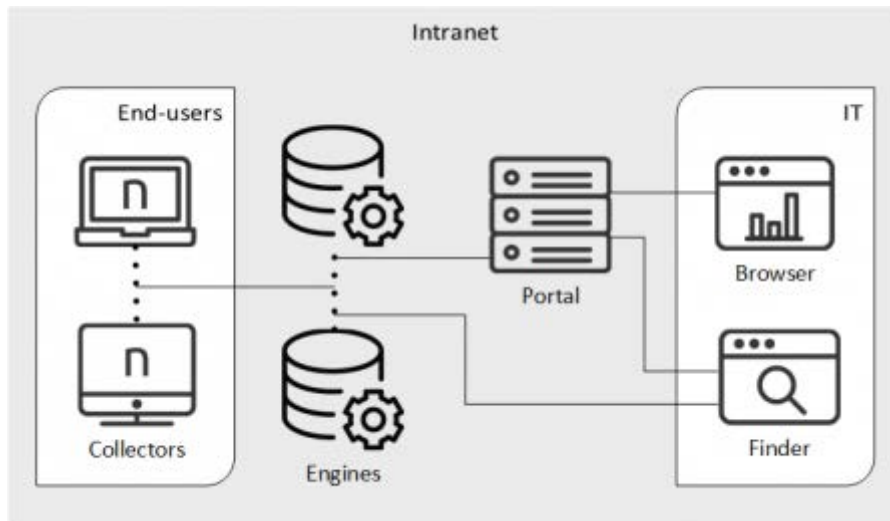 Intranet
End-users
IT
n
n
Collectors
Engines
Portal
Browser
Finder